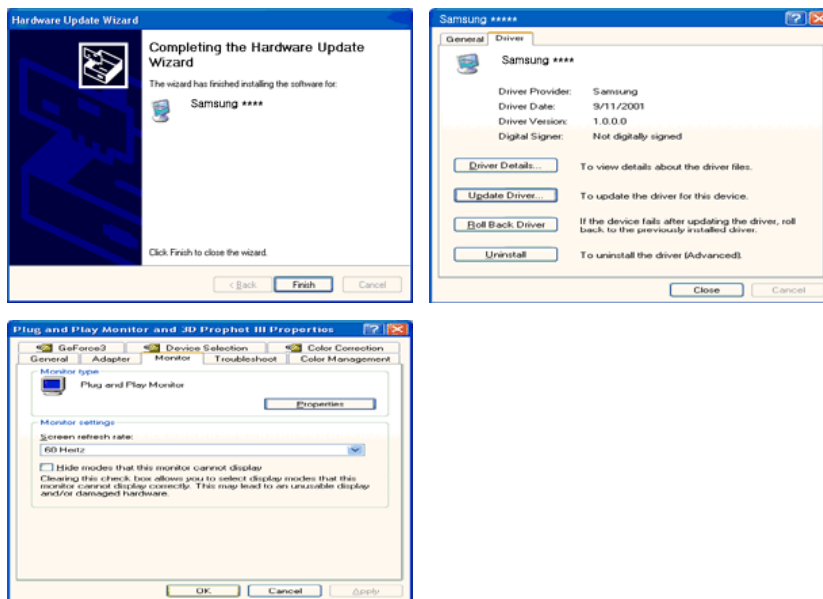 Hardware Update Wizard
Completing the Hardware Update
Wizard
The wizard has finished installing the software for:
Samsung ****
Click Finish to close the wizard.
< Back
Finish
Cancel
Samsung *****
General
Driver
Samsung ****
Driver Provider: Samsung
Driver Date: 9/11/2001
Driver Version: 1.0.0.0
Digital Signer: Not digitally signed
Driver Details...
To view details about the driver files.
Update Driver...
To update the driver for this device.
Roll Back Driver
If the device fails after updating the driver, roll
back to the previously installed driver.
Uninstall
To uninstall the driver (Advanced).
Close
Cancel
Plug and Play Monitor and 3D Prophet III Properties
GeForce3
Device Selection
Color Correction
General
Adapter
Monitor
Troubleshoot
Color Management
Monitor type
Plug and Play Monitor
Properties
Monitor settings
Screen refresh rate:
60 Hertz
Hide modes that this monitor cannot display
Clearing this check box allows you to select display modes that this
monitor cannot display correctly. This may lead to an unusable display
and/or damaged hardware.
OK
Cancel
Apply